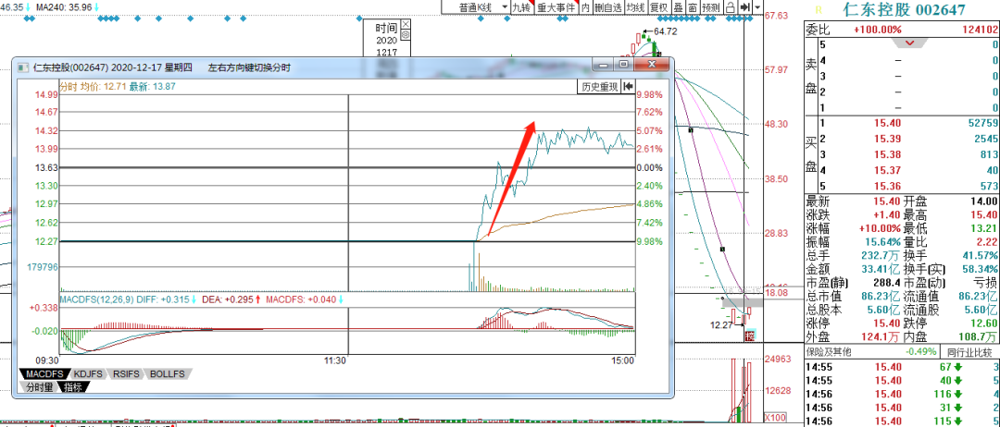 46.35 MA240: 35.96
普通K线 九转 重大事件 内 删自选 均线 复权 叠 窗 预测
67.63
57.97
48.30
38.50
28.83
18.08
64.72
12.27
时间
2020
1217
仁东控股(002647) 2020-12-17 星期四 左右方向键切换分时
分时 均价: 12.71 最新: 13.87
历史重现
14.99 9.98%
14.67 7.62%
14.32 5.07%
13.99 2.61%
13.63 0.00%
13.30 2.40%
12.97 4.86%
12.62 7.42%
12.27 9.98%
179796
MACDFS(12,26,9) DIFF: +0.315 DEA: +0.295 MACDFS: +0.040
+0.338
-0.020
09:30 11:30 15:00
MACDFS KDJFS RSIFS BOLLFS
分时量 指标
24963
12628
X100
R 仁东控股 002647
委比 +100.00% 124102
卖盘
5 0
4 — 0
3 — 0
2 — 0
1 — 0
买盘
1 15.40 52759
2 15.39 2545
3 15.38 813
4 15.37 40
5 15.36 573
最新 15.40 开盘 14.00
涨跌 +1.40 最高 15.40
涨幅 +10.00% 最低 13.21
振幅 15.64% 量比 2.22
总手 232.7万 换手 41.57%
金额 33.41亿 换手(实) 58.34%
市盈(静) 288.4 市盈(动) 亏损
总市值 86.23亿 流通值 86.23亿
总股本 5.60亿 流通股 5.60亿
涨停 15.40 跌停 12.60
外盘 124.1万 内盘 108.7万
保险及其他 -0.49% 同行业比较
14:55 15.40 67 3
14:55 15.40 40 5
14:56 15.40 116 4
14:56 15.40 31 2
14:56 15.40 115 5